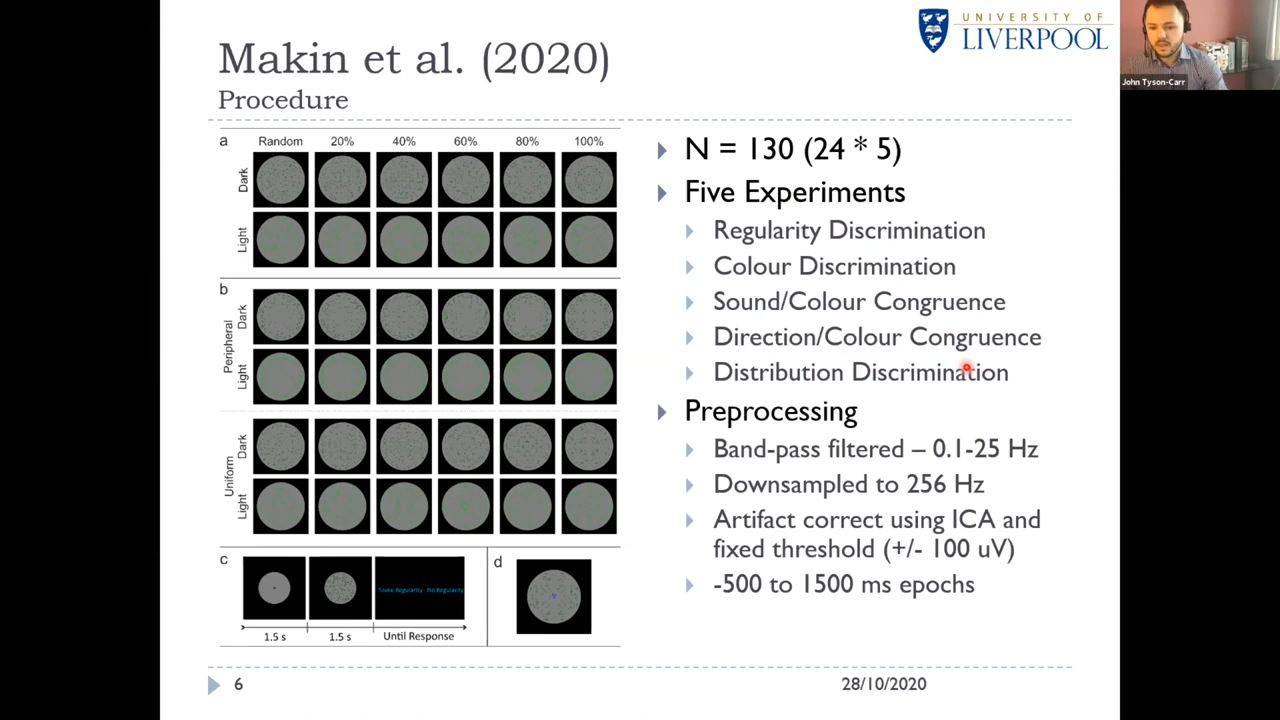 UNIVERSITY OF
LIVERPOOL
John Tyson-Carr
Makin et al. (2020)
Procedure
a
Random 20% 40% 60% 80% 100%
Dark
Light
b
Peripheral
Dark
Light
Uniform
Dark
Light
c
Some Regularity No Regularity
1.5 s 1.5 s Until Response
d
N = 130 (24 * 5)
Five Experiments
Regularity Discrimination
Colour Discrimination
Sound/Colour Congruence
Direction/Colour Congruence
Distribution Discrimination
Preprocessing
Band-pass filtered – 0.1-25 Hz
Downsampled to 256 Hz
Artifact correct using ICA and
fixed threshold (+/- 100 uV)
-500 to 1500 ms epochs
6
28/10/2020